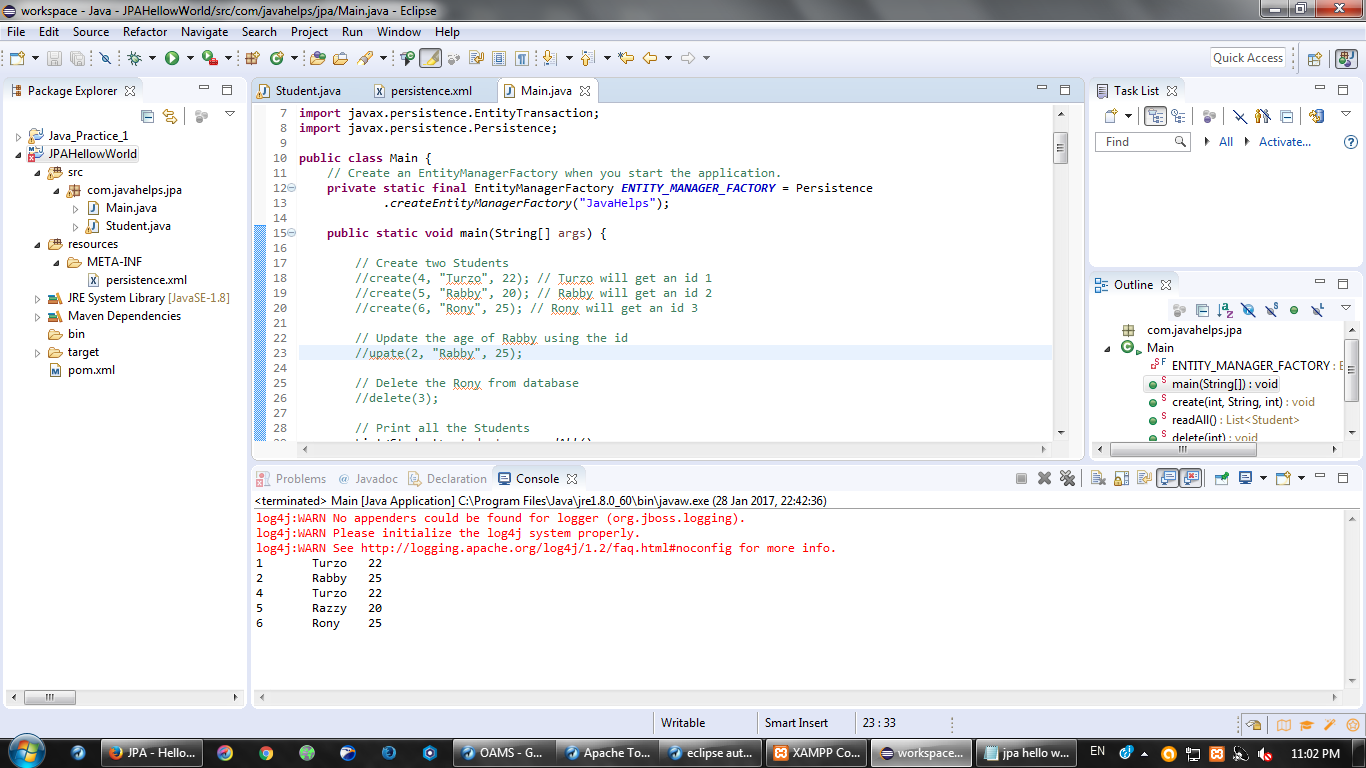 workspace - Java - JPAHellowWorld/src/com/javahelps/jpa/Main.java - Eclipse
File Edit Source Refactor Navigate Search Project Run Window Help
Quick Access
Package Explorer
Java_Practice_1
JPAHellowWorld
src
com.javahelps.jpa
Main.java
Student.java
resources
META-INF
persistence.xml
JRE System Library [JavaSE-1.8]
Maven Dependencies
bin
target
pom.xml
Student.java persistence.xml Main.java
7 import javax.persistence.EntityTransaction;
8 import javax.persistence.Persistence;
9
10 public class Main {
11 // Create an EntityManagerFactory when you start the application.
12 private static final EntityManagerFactory ENTITY_MANAGER_FACTORY = Persistence
13 .createEntityManagerFactory("JavaHelps");
14
15 public static void main(String[] args) {
16
17 // Create two Students
18 //create(4, "Turzo", 22); // Turzo will get an id 1
19 //create(5, "Rabby", 20); // Rabby will get an id 2
20 //create(6, "Rony", 25); // Rony will get an id 3
21
22 // Update the age of Rabby using the id
23 //upate(2, "Rabby", 25);
24
25 // Delete the Rony from database
26 //delete(3);
27
28 // Print all the Students
Task List
Find All Activate...
Outline
com.javahelps.jpa
Main
ENTITY_MANAGER_FACTORY : E
main(String[]) : void
create(int, String, int) : void
readAll() : List<Student>
delete(int) : void
Problems @ Javadoc Declaration Console
<terminated> Main [Java Application] C:\Program Files\Java\jre1.8.0_60\bin\javaw.exe (28 Jan 2017, 22:42:36)
log4j:WARN No appenders could be found for logger (org.jboss.logging).
log4j:WARN Please initialize the log4j system properly.
log4j:WARN See http://logging.apache.org/log4j/1.2/faq.html#noconfig for more info.
1 Turzo 22
2 Rabby 25
4 Turzo 22
5 Razzy 20
6 Rony 25
Writable Smart Insert 23 : 33
JPA - Hello... OAMS - G... Apache To... eclipse aut... XAMPP Co... workspace... jpa hello w... EN 11:02 PM